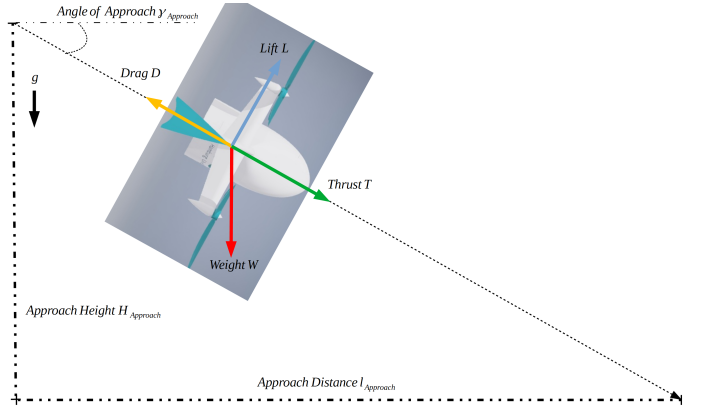 Angle of Approach γ Approach
Lift L
Drag D
g
Thrust T
Weight W
Approach Height H Approach
Approach Distance l Approach